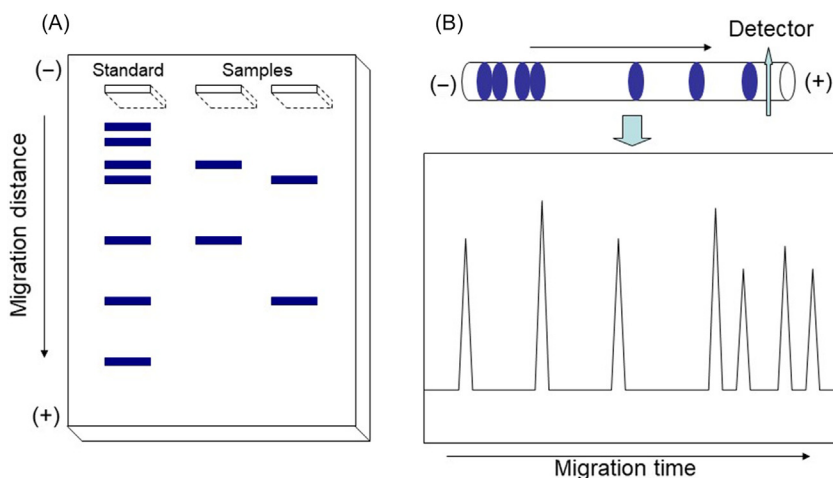 (A)
(–)
Standard
Samples
Migration distance
(+)
(B)
Detector
(–)
(+)
Migration time